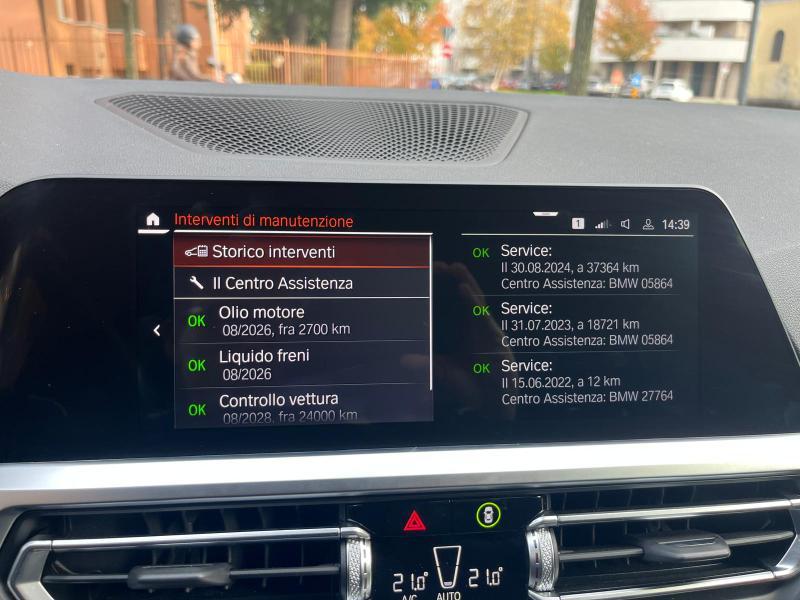 Interventi di manutenzione
1
14:39
Storico interventi
Il Centro Assistenza
OK
Olio motore
08/2026, fra 2700 km
OK
Liquido freni
08/2026
OK
Controllo vettura
08/2028, fra 24000 km
OK
Service:
Il 30.08.2024, a 37364 km
Centro Assistenza: BMW 05864
OK
Service:
Il 31.07.2023, a 18721 km
Centro Assistenza: BMW 05864
OK
Service:
Il 15.06.2022, a 12 km
Centro Assistenza: BMW 27764
21.0°
21.0°
A/C
AUTO